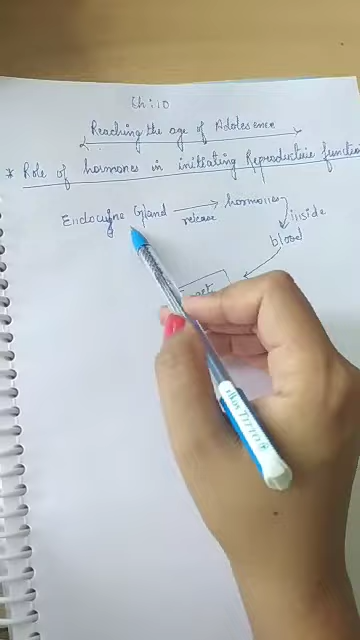 Ch: 10
Reaching the age of Adolesence
* Role of hormones in initiating Reproductive function
Endocrine Gland → hormones
release
inside
blood